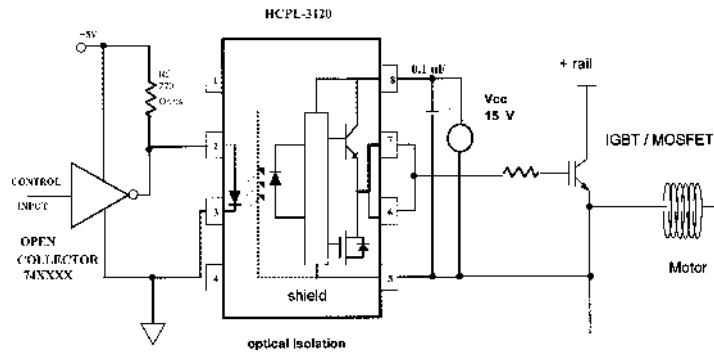 HCPL-3120
+5V
270
1
8
0.1 uF
+ rail
Vcc
15 V
IGBT / MOSFET
2
7
CONTROL
INPUT
3
6
OPEN
COLLECTOR
74XXXX
4
5
shield
Motor
optical Isolation